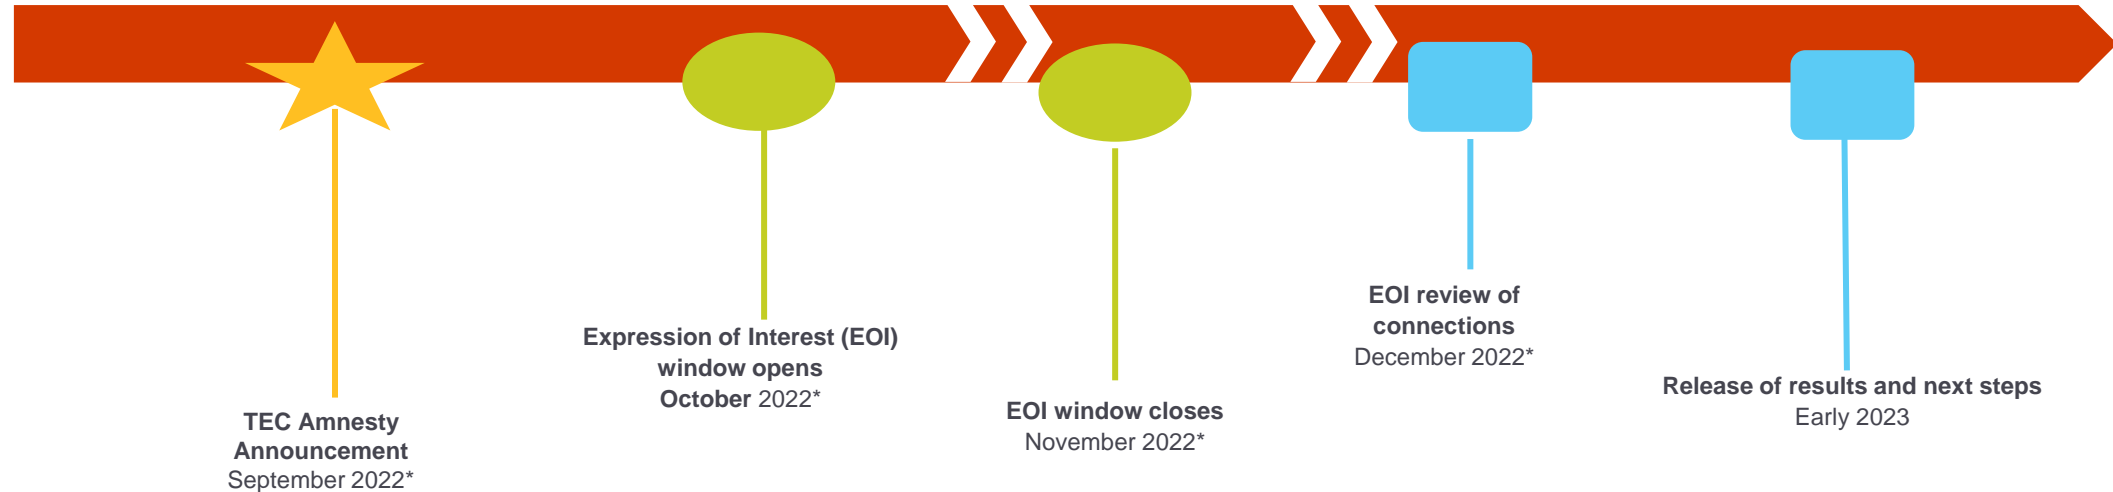 TEC Amnesty
Announcement
September 2022*
Expression of Interest (EOI)
window opens
October 2022*
EOI window closes
November 2022*
EOI review of
connections
December 2022*
Release of results and next steps
Early 2023